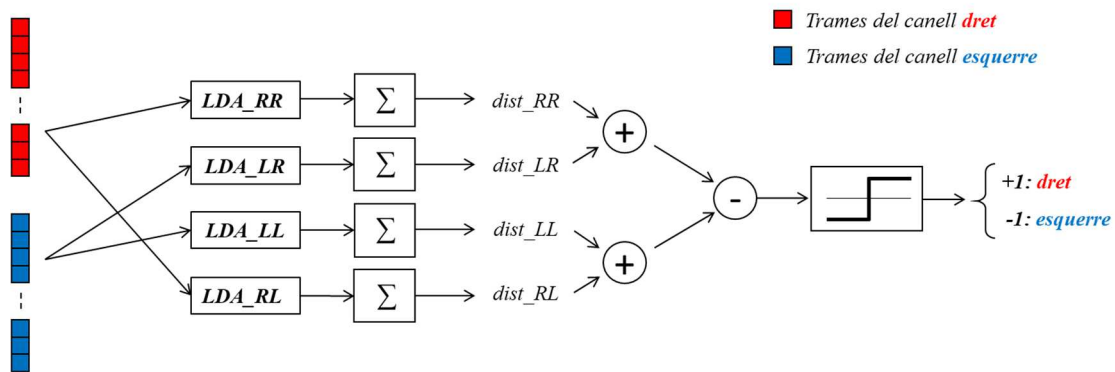 Trames del canell dret
Trames del canell esquerre
LDA_RR
∑
dist_RR
+
LDA_LR
∑
dist_LR
-
+1: dret
-1: esquerre
LDA_LL
∑
dist_LL
+
LDA_RL
∑
dist_RL